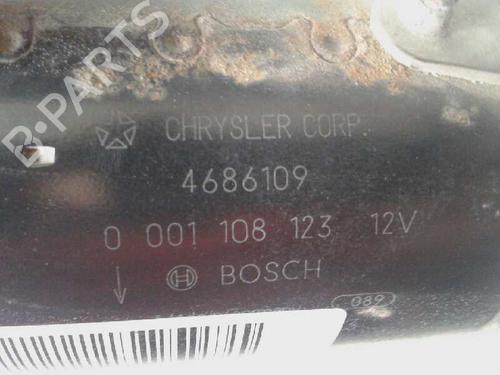 B-PARTS
CHRYSLER CORP.
4686109
0 001 108 123 12V
BOSCH
089